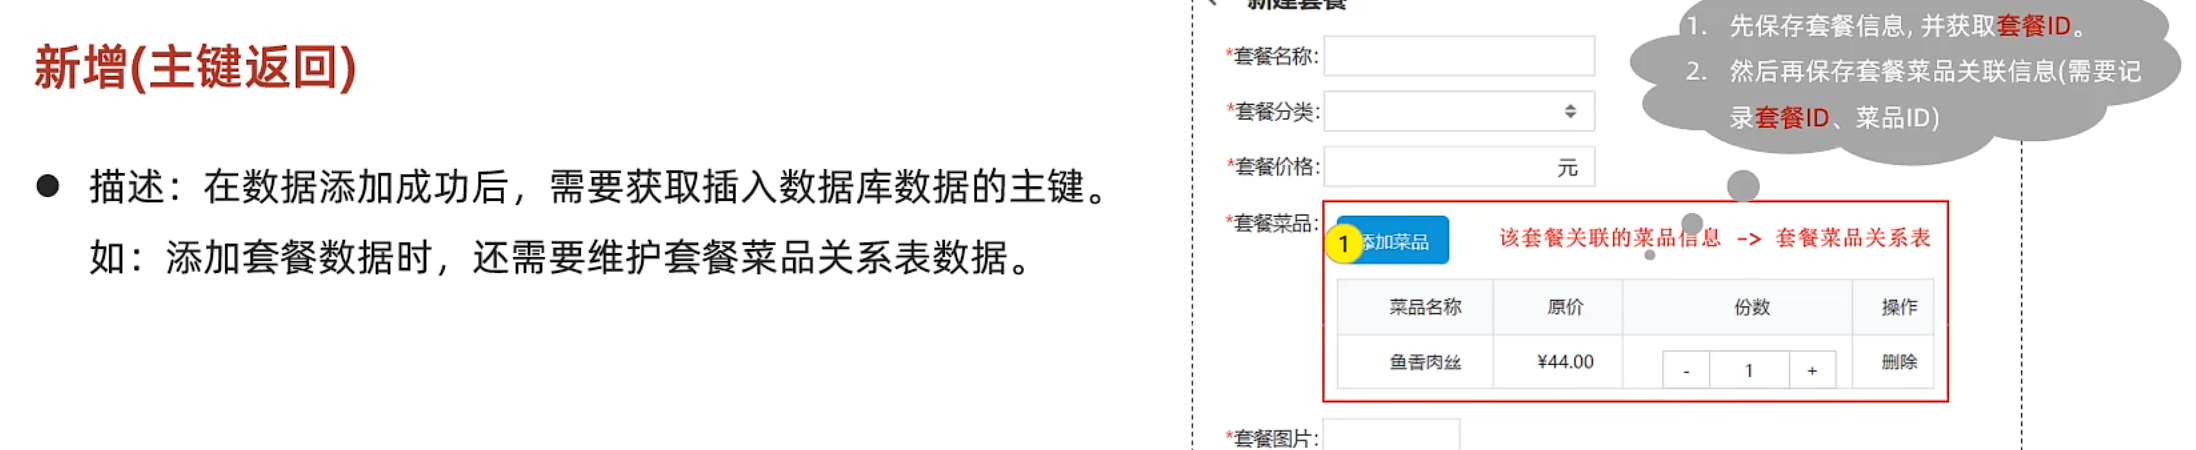 新增(主键返回)
● 描述：在数据添加成功后，需要获取插入数据库数据的主键。
如：添加套餐数据时，还需要维护套餐菜品关系表数据。
新建套餐
*套餐名称:
*套餐分类:
*套餐价格:
元
*套餐菜品:
1
添加菜品
该套餐关联的菜品信息 -> 套餐菜品关系表
菜品名称 原价 份数 操作
鱼香肉丝 ¥44.00 - 1 + 删除
*套餐图片:
1. 先保存套餐信息, 并获取套餐ID。
2. 然后再保存套餐菜品关联信息(需要记
录套餐ID、菜品ID)